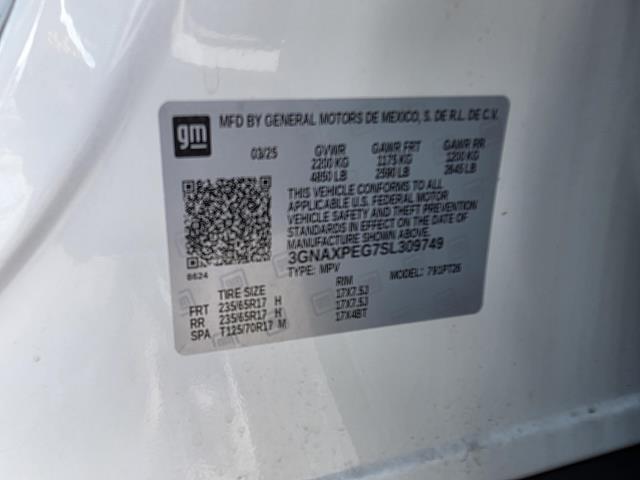 gm
MFD BY GENERAL MOTORS DE MEXICO, S. DE R.L. DE C.V.
03/25 GVWR GAWR FRT GAWR RR
2200 KG 1175 KG 1200 KG
4850 LB 2590 LB 2645 LB
THIS VEHICLE CONFORMS TO ALL
APPLICABLE U.S. FEDERAL MOTOR
VEHICLE SAFETY AND THEFT PREVENTION
STANDARDS IN EFFECT ON THE DATE OF
MANUFACTURE SHOWN ABOVE.
3GNAXPEG7SL309749
8624
TYPE: MPV MODEL:
TIRE SIZE RIM
FRT 235/65R17 H 17X7.5J
RR 235/65R17 H 17X7.5J
SPA T125/70R17 M 17X4BT